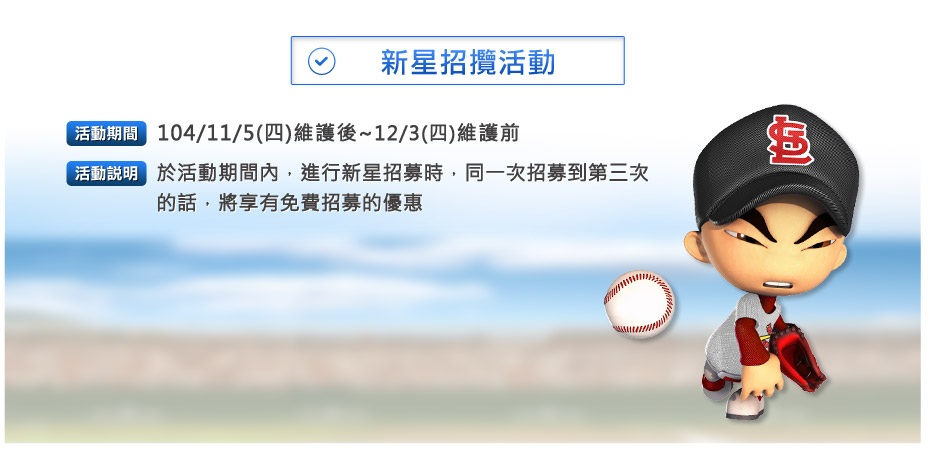 新星招攬活動
活動期間 104/11/5(四)維護後~12/3(四)維護前
活動説明 於活動期間內，進行新星招募時，同一次招募到第三次
的話，將享有免費招募的優惠
STL